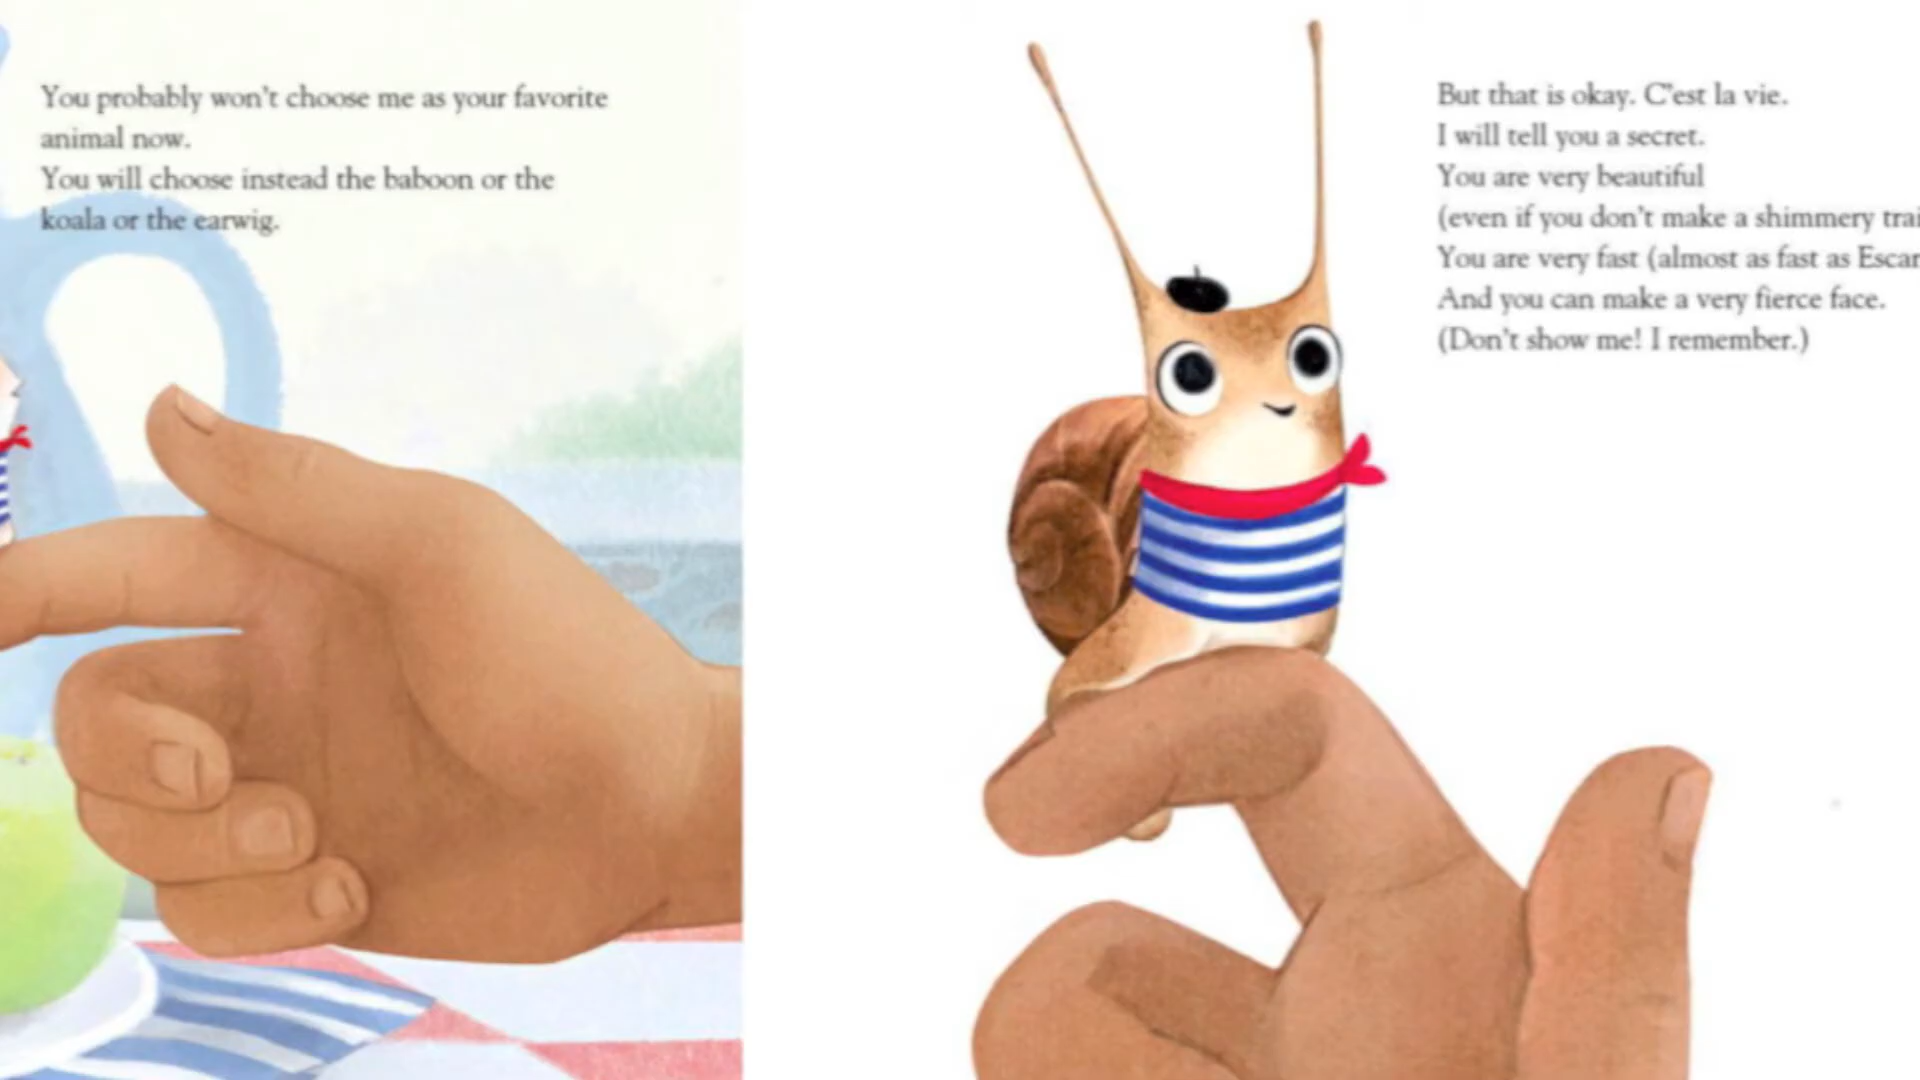 You probably won't choose me as your favorite
animal now.
You will choose instead the baboon or the
koala or the earwig.
But that is okay. C'est la vie.
I will tell you a secret.
You are very beautiful
(even if you don't make a shimmery
You are very fast (almost as fast as
And you can make a very fierce face.
(Don't show me! I remember.)